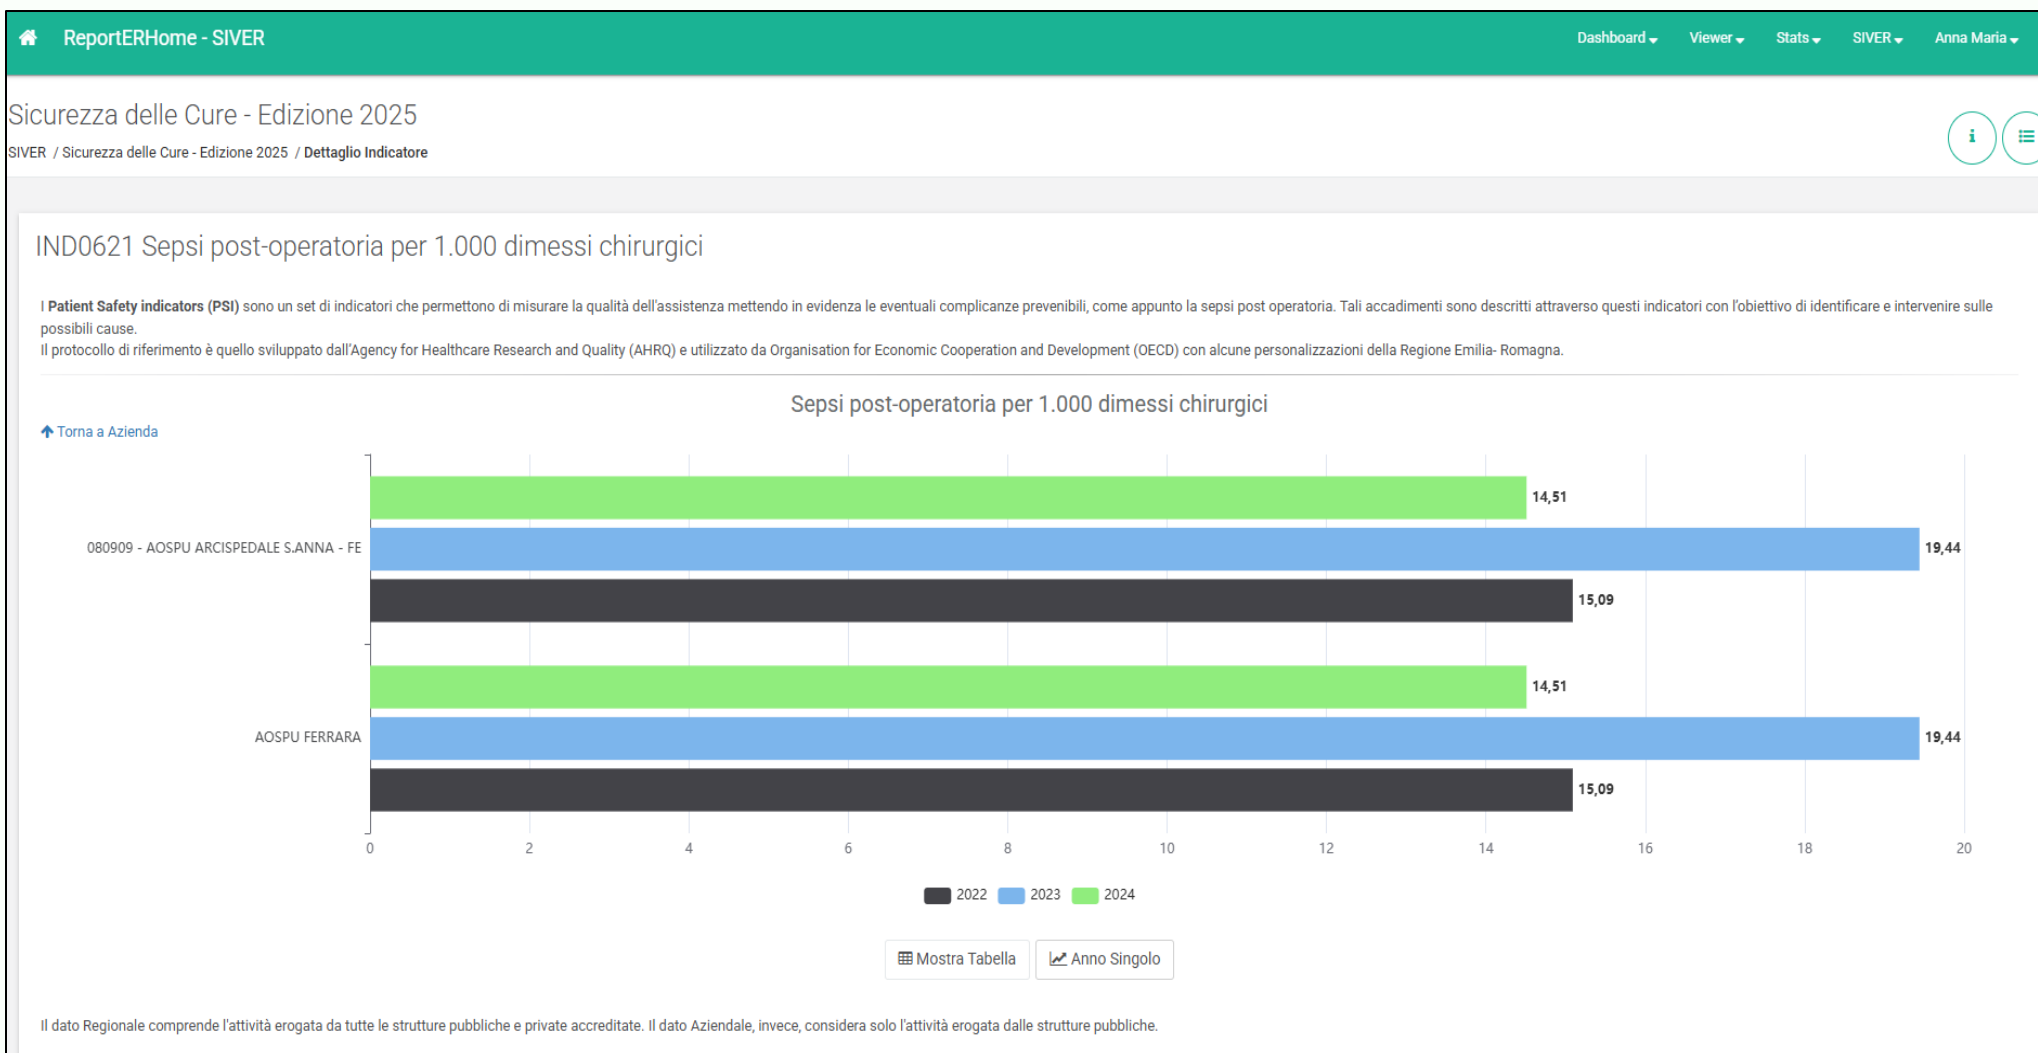 ReportERHome - SIVER
Dashboard Viewer Stats SIVER Anna Maria
Sicurezza delle Cure - Edizione 2025
SIVER / Sicurezza delle Cure - Edizione 2025 / Dettaglio Indicatore
IND0621 Sepsi post-operatoria per 1.000 dimessi chirurgici
I Patient Safety indicators (PSI) sono un set di indicatori che permettono di misurare la qualità dell'assistenza mettendo in evidenza le eventuali complicanze prevenibili, come appunto la sepsi post operatoria. Tali accadimenti sono descritti attraverso questi indicatori con l'obiettivo di identificare e intervenire sulle
possibili cause.
Il protocollo di riferimento è quello sviluppato dall'Agency for Healthcare Research and Quality (AHRQ) e utilizzato da Organisation for Economic Cooperation and Development (OECD) con alcune personalizzazioni della Regione Emilia- Romagna.
Sepsi post-operatoria per 1.000 dimessi chirurgici
Torna a Azienda
14,51
080909 - AOSPU ARCISPEDALE S.ANNA - FE
19,44
15,09
14,51
AOSPU FERRARA
19,44
15,09
0 2 4 6 8 10 12 14 16 18 20
2022 2023 2024
Mostra Tabella Anno Singolo
Il dato Regionale comprende l'attività erogata da tutte le strutture pubbliche e private accreditate. Il dato Aziendale, invece, considera solo l'attività erogata dalle strutture pubbliche.